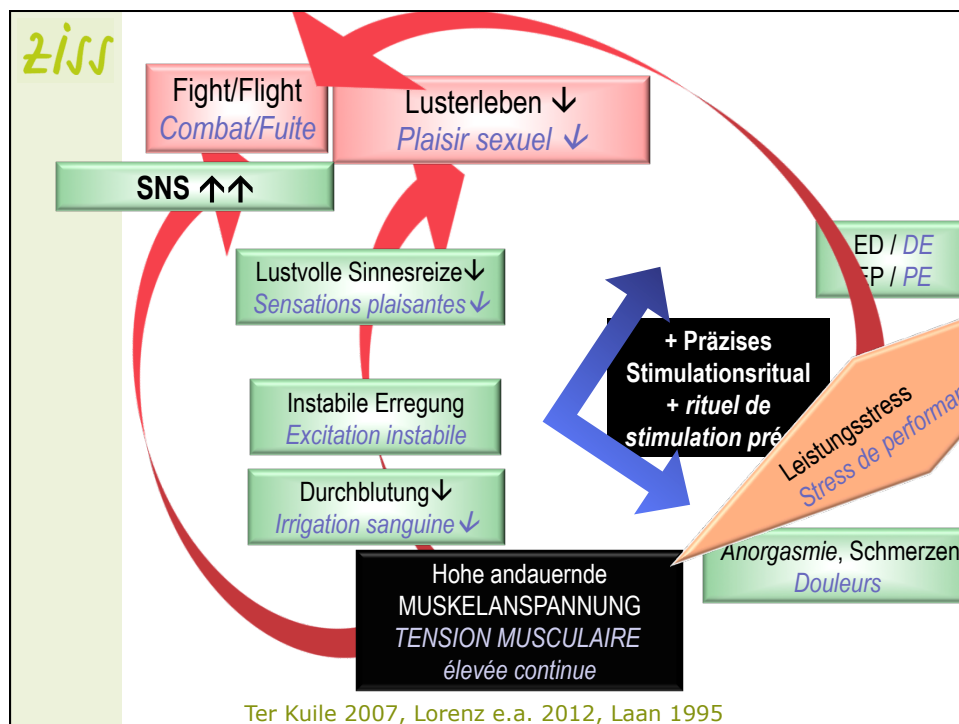 ziss
Fight/Flight
Combat/Fuite
Lusterleben ↓
Plaisir sexuel ↓
SNS ↑↑
Lustvolle Sinnesreize↓
Sensations plaisantes ↓
ED / DE
EP / PE
+ Präzises
Stimulationsritual
+ rituel de
stimulation
Instabile Erregung
Excitation instabile
Leistungsstress
Stress de
Durchblutung↓
Irrigation sanguine ↓
Anorgasmie, Schmerzen
Douleurs
Hohe andauernde
MUSKELANSPANNUNG
TENSION MUSCULAIRE
élevée continue
Ter Kuile 2007, Lorenz e.a. 2012, Laan 1995